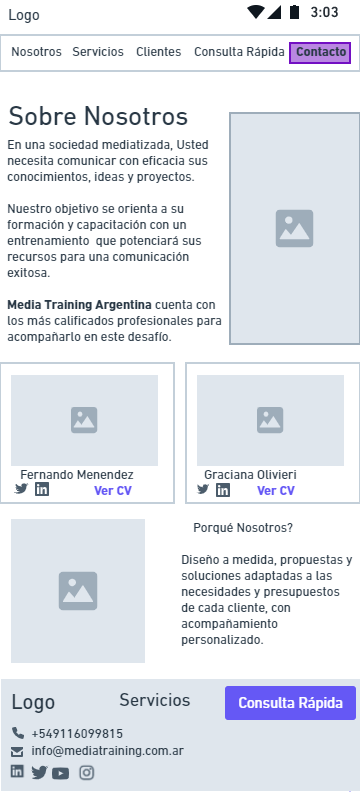 Logo
3:03
Nosotros Servicios Clientes Consulta Rápida Contacto
Sobre Nosotros
En una sociedad mediatizada, Usted
necesita comunicar con eficacia sus
conocimientos, ideas y proyectos.
Nuestro objetivo se orienta a su
formación y capacitación con un
entrenamiento que potenciará sus
recursos para una comunicación
exitosa.
Media Training Argentina cuenta con
los más calificados profesionales para
acompañarlo en este desafío.
Fernando Menendez
Ver CV
Graciana Olivieri
Ver CV
Porqué Nosotros?
Diseño a medida, propuestas y
soluciones adaptadas a las
necesidades y presupuestos
de cada cliente, con
acompañamiento
personalizado.
Logo
Servicios
Consulta Rápida
+549116099815
info@mediatraining.com.ar